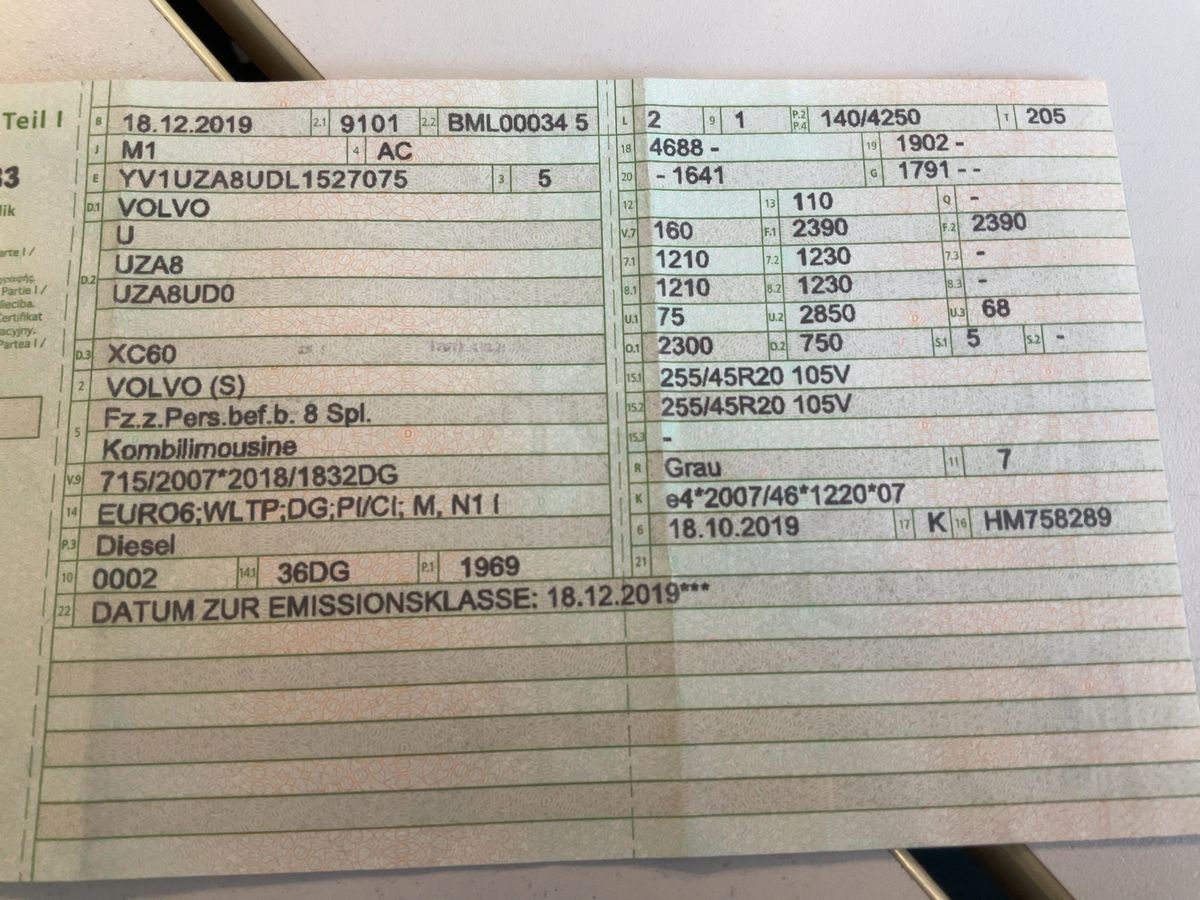 Teil I
B 18.12.2019 2.1 9101 2.2 BML00034 5
J M1 4 AC
E YV1UZA8UDL1527075 3 5
D.1 VOLVO
U
D.2 UZA8
UZA8UD0
D.3 XC60
2 VOLVO (S)
5 Fz.z.Pers.bef.b. 8 Spl.
Kombilimousine
V.9 715/2007*2018/1832DG
14 EURO6;WLTP;DG;PI/CI; M, N1 I
P.3 Diesel
10 0002 14.1 36DG P.1 1969
22 DATUM ZUR EMISSIONSKLASSE: 18.12.2019***
L 2 9 1 P.2 P.4 140/4250 T 205
18 4688 - 19 1902 -
20 - 1641 G 1791 - -
12 13 110 Q -
V.7 160 F.1 2390 F.2 2390
7.1 1210 7.2 1230 7.3 -
8.1 1210 8.2 1230 8.3 -
U.1 75 U.2 2850 U.3 68
O.1 2300 O.2 750 S.1 5 S.2 -
15.1 255/45R20 105V
15.2 255/45R20 105V
15.3 -
R Grau 11 7
K e4*2007/46*1220*07
6 18.10.2019 17 K 16 HM758289
21